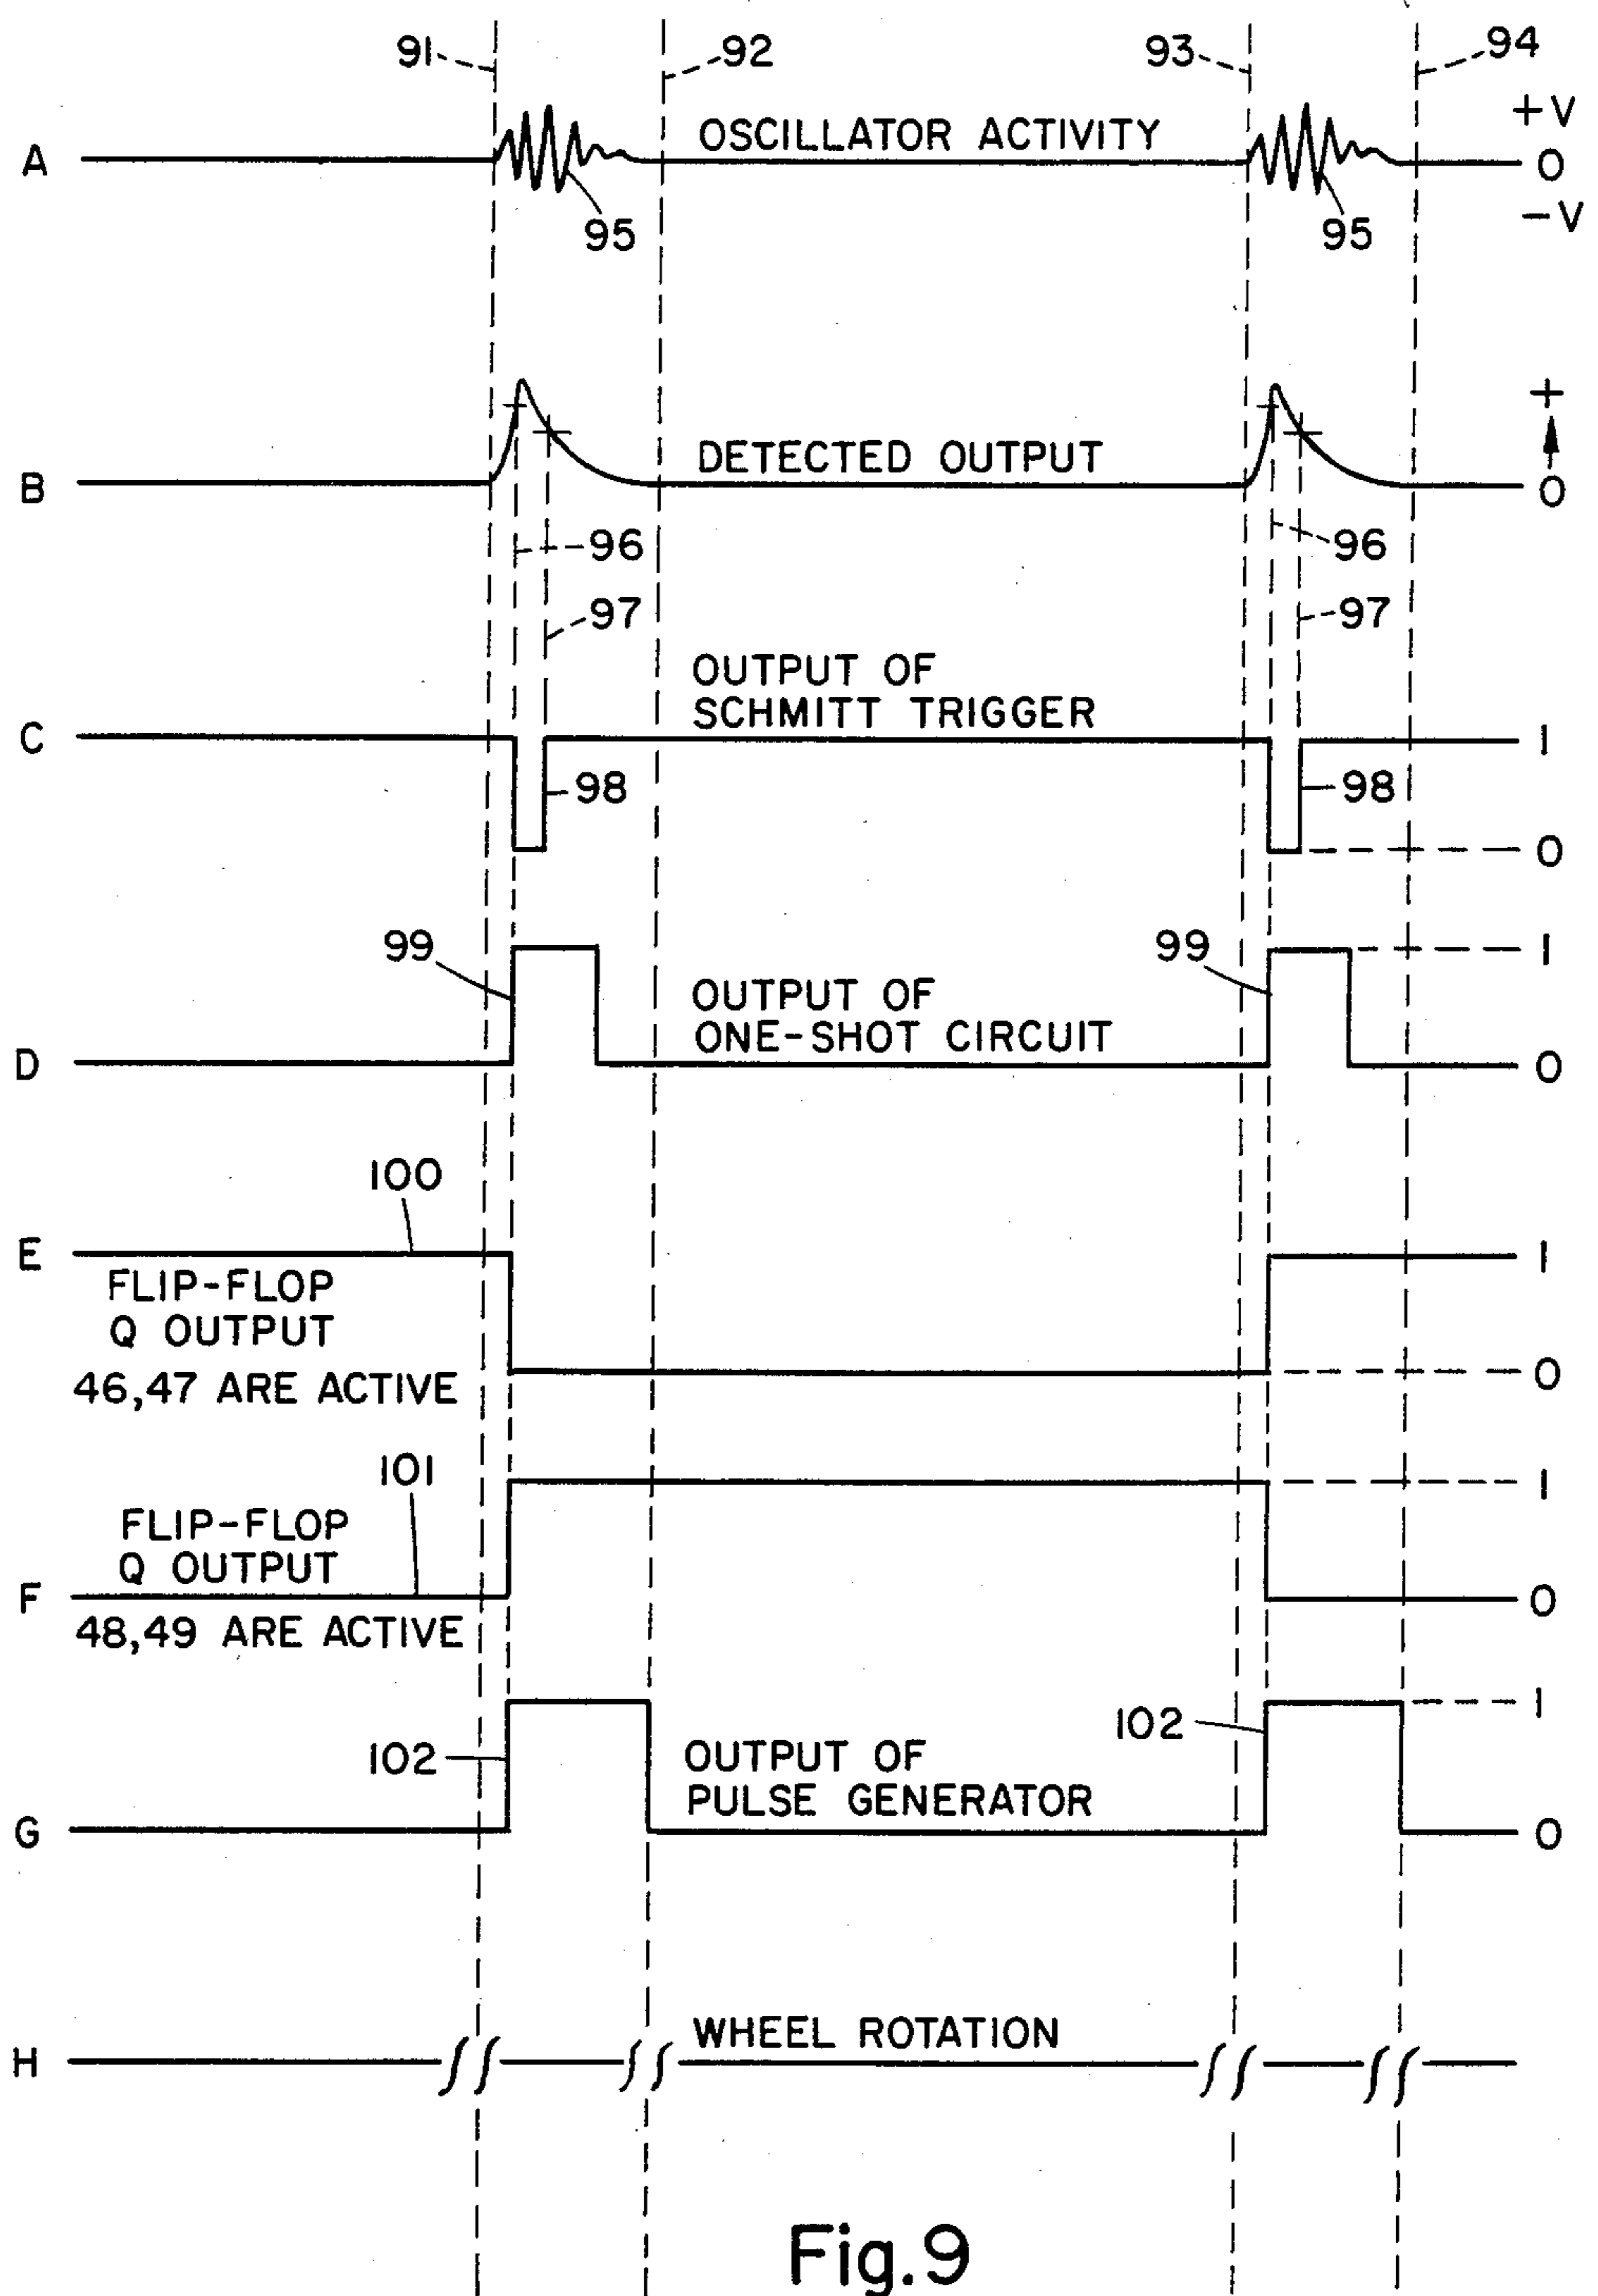 91 92 93 94
+V
A OSCILLATOR ACTIVITY 0
95 95 -V
+
B DETECTED OUTPUT 0
96 96
97 97
OUTPUT OF
SCHMITT TRIGGER
C 1
98 98
0
99 99 1
OUTPUT OF
ONE-SHOT CIRCUIT
D 0
100
E 1
FLIP-FLOP
Q OUTPUT
46,47 ARE ACTIVE 0
101 1
FLIP-FLOP
Q OUTPUT
F 0
48,49 ARE ACTIVE
1
102 102
OUTPUT OF
PULSE GENERATOR
G 0
WHEEL ROTATION
H
Fig.9